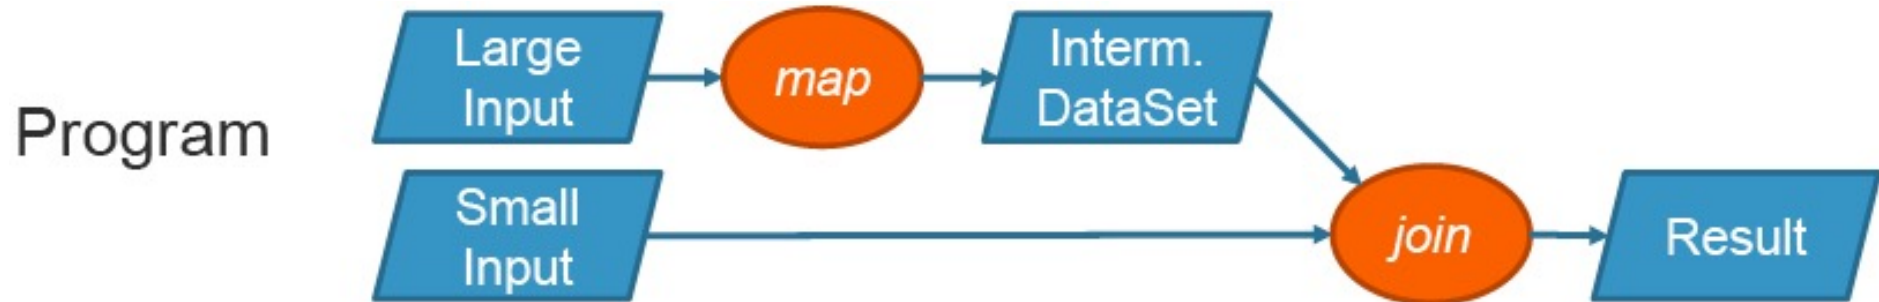 Program
Large
Input
map
Interm.
DataSet
Small
Input
join
Result